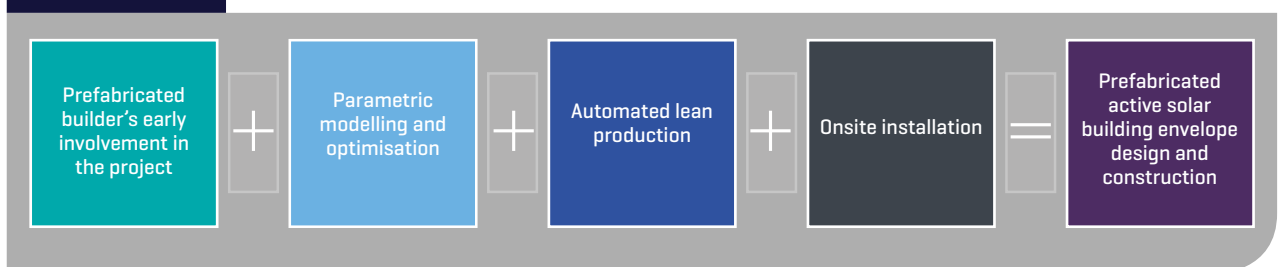 Prefabricated
builder's early
involvement in
the project
+
Parametric
modelling and
optimisation
+
Automated lean
production
+
Onsite installation
=
Prefabricated
active solar
building envelope
design and
construction